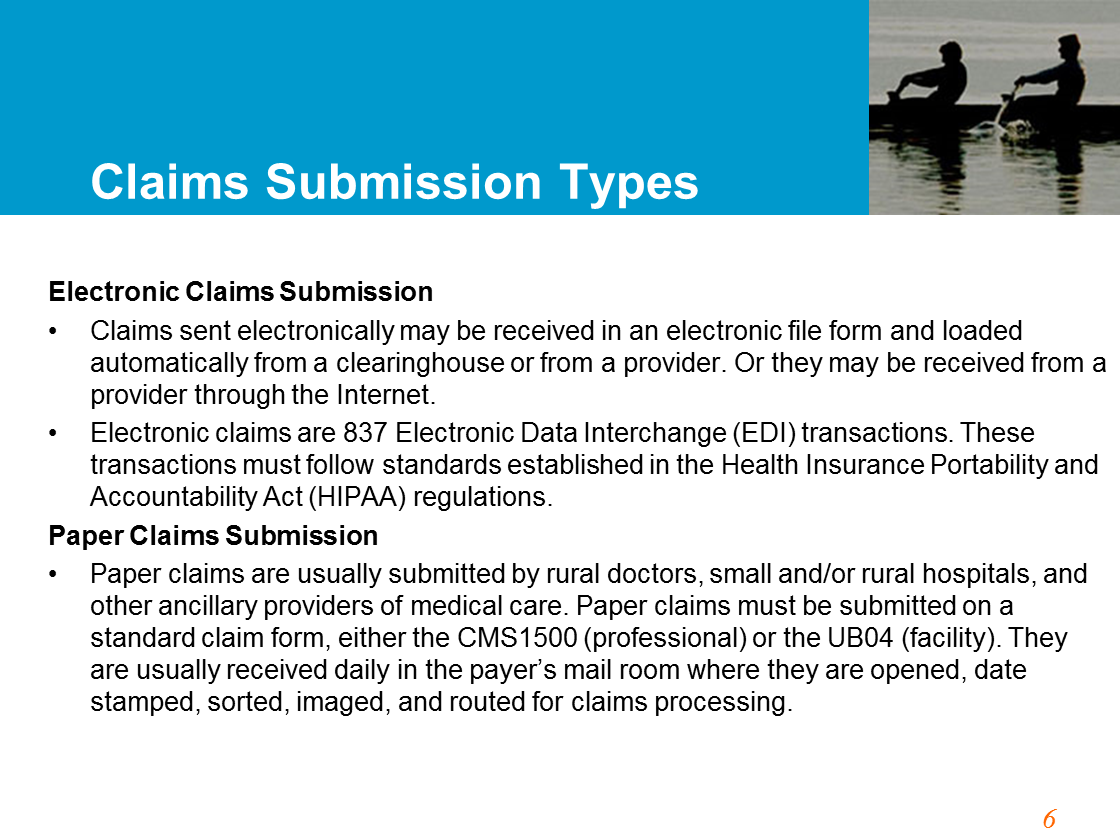 Claims Submission Types
Electronic Claims Submission
• Claims sent electronically may be received in an electronic file form and loaded
automatically from a clearinghouse or from a provider. Or they may be received from a
provider through the Internet.
• Electronic claims are 837 Electronic Data Interchange (EDI) transactions. These
transactions must follow standards established in the Health Insurance Portability and
Accountability Act (HIPAA) regulations.
Paper Claims Submission
• Paper claims are usually submitted by rural doctors, small and/or rural hospitals, and
other ancillary providers of medical care. Paper claims must be submitted on a
standard claim form, either the CMS1500 (professional) or the UB04 (facility). They
are usually received daily in the payer’s mail room where they are opened, date
stamped, sorted, imaged, and routed for claims processing.
6